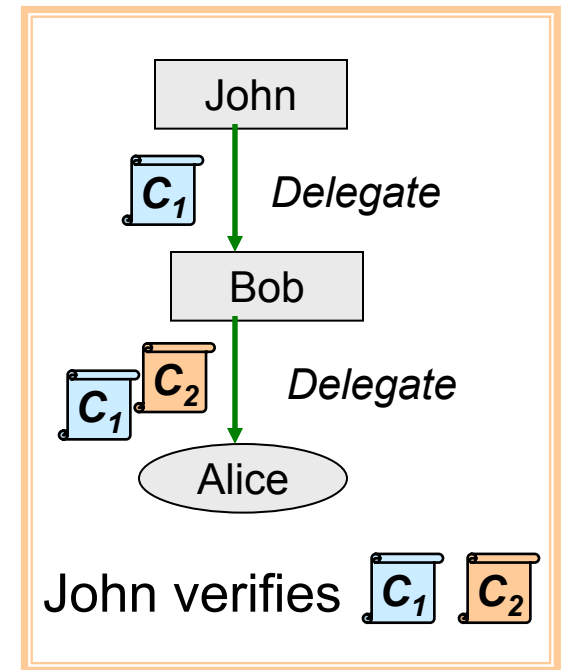 John
C₁ Delegate
Bob
C₁ C₂ Delegate
Alice
John verifies C₁ C₂